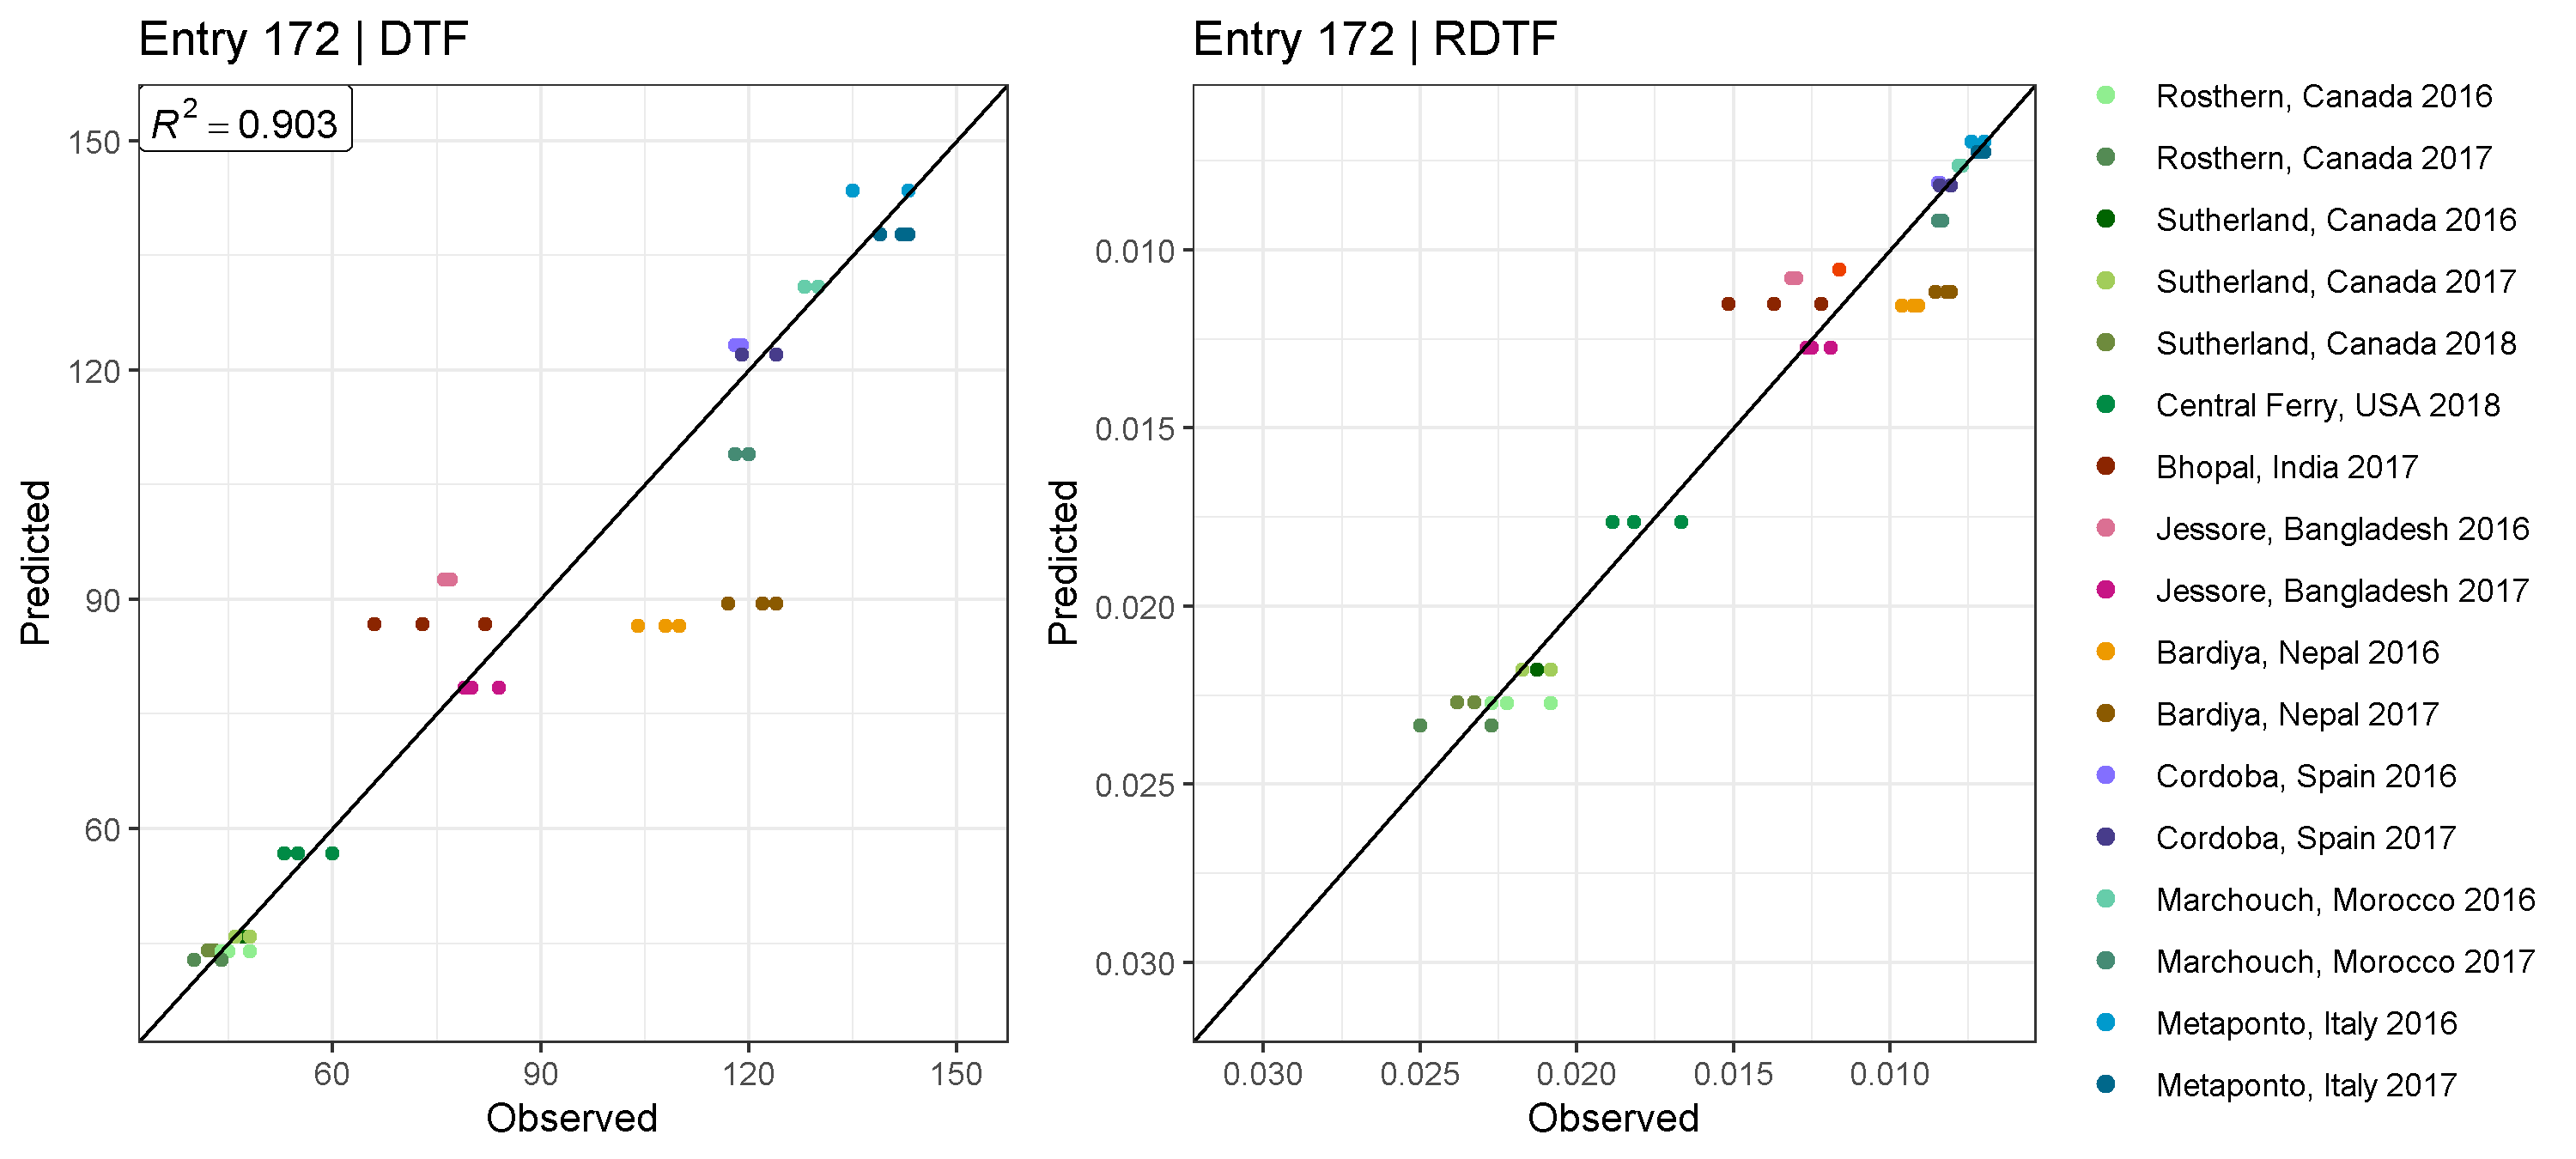 Entry 172 | DTF
R² = 0.903
150
120
90
60
Predicted
60 90 120 150
Observed
Entry 172 | RDTF
0.010
0.015
0.020
0.025
0.030
Predicted
0.030 0.025 0.020 0.015 0.010
Observed
Rosthern, Canada 2016
Rosthern, Canada 2017
Sutherland, Canada 2016
Sutherland, Canada 2017
Sutherland, Canada 2018
Central Ferry, USA 2018
Bhopal, India 2017
Jessore, Bangladesh 2016
Jessore, Bangladesh 2017
Bardiya, Nepal 2016
Bardiya, Nepal 2017
Cordoba, Spain 2016
Cordoba, Spain 2017
Marchouch, Morocco 2016
Marchouch, Morocco 2017
Metaponto, Italy 2016
Metaponto, Italy 2017